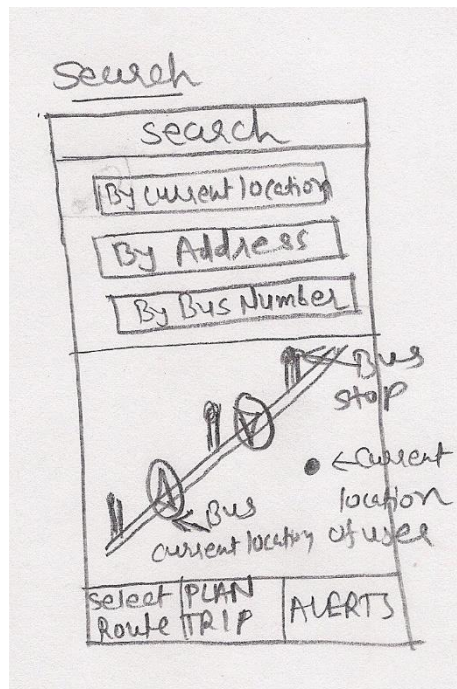 Search
search
By current location
By Address
By Bus Number
Bus
stop
current
location
of user
Bus
current location
Select
Route
PLAN
TRIP
ALERTS